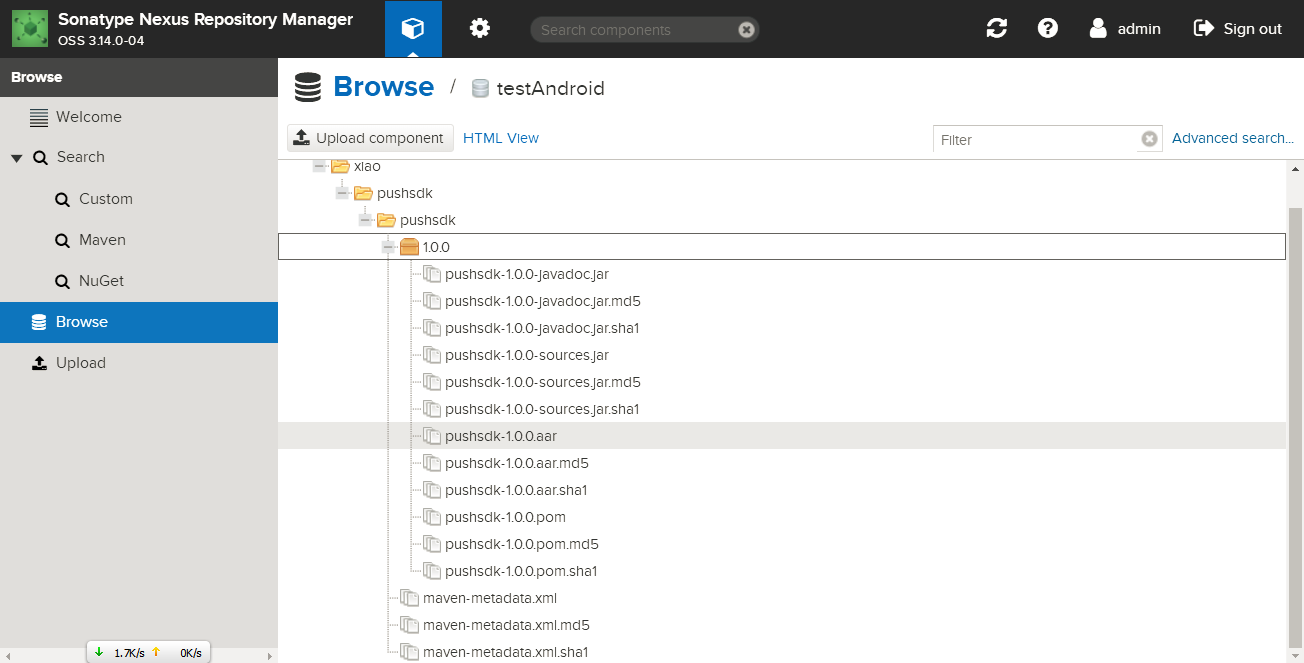 Sonatype Nexus Repository Manager
OSS 3.14.0-04
Search components
admin
Sign out
Browse
Welcome
Search
Custom
Maven
NuGet
Browse
Upload
Browse / testAndroid
Upload component HTML View
Filter
Advanced search...
xiao
pushsdk
pushsdk
1.0.0
pushsdk-1.0.0-javadoc.jar
pushsdk-1.0.0-javadoc.jar.md5
pushsdk-1.0.0-javadoc.jar.sha1
pushsdk-1.0.0-sources.jar
pushsdk-1.0.0-sources.jar.md5
pushsdk-1.0.0-sources.jar.sha1
pushsdk-1.0.0.aar
pushsdk-1.0.0.aar.md5
pushsdk-1.0.0.aar.sha1
pushsdk-1.0.0.pom
pushsdk-1.0.0.pom.md5
pushsdk-1.0.0.pom.sha1
maven-metadata.xml
maven-metadata.xml.md5
maven-metadata.xml.sha1
1.7K/s 0K/s